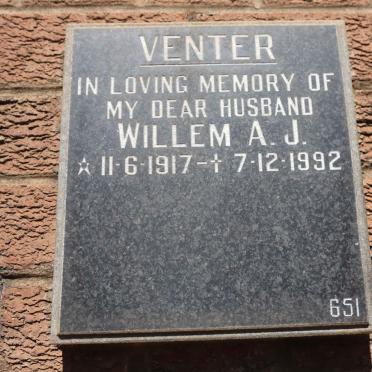 VENTER
IN LOVING MEMORY OF
MY DEAR HUSBAND
WILLEM A. J.
☆ 11-6-1917 - † 7-12-1992
651